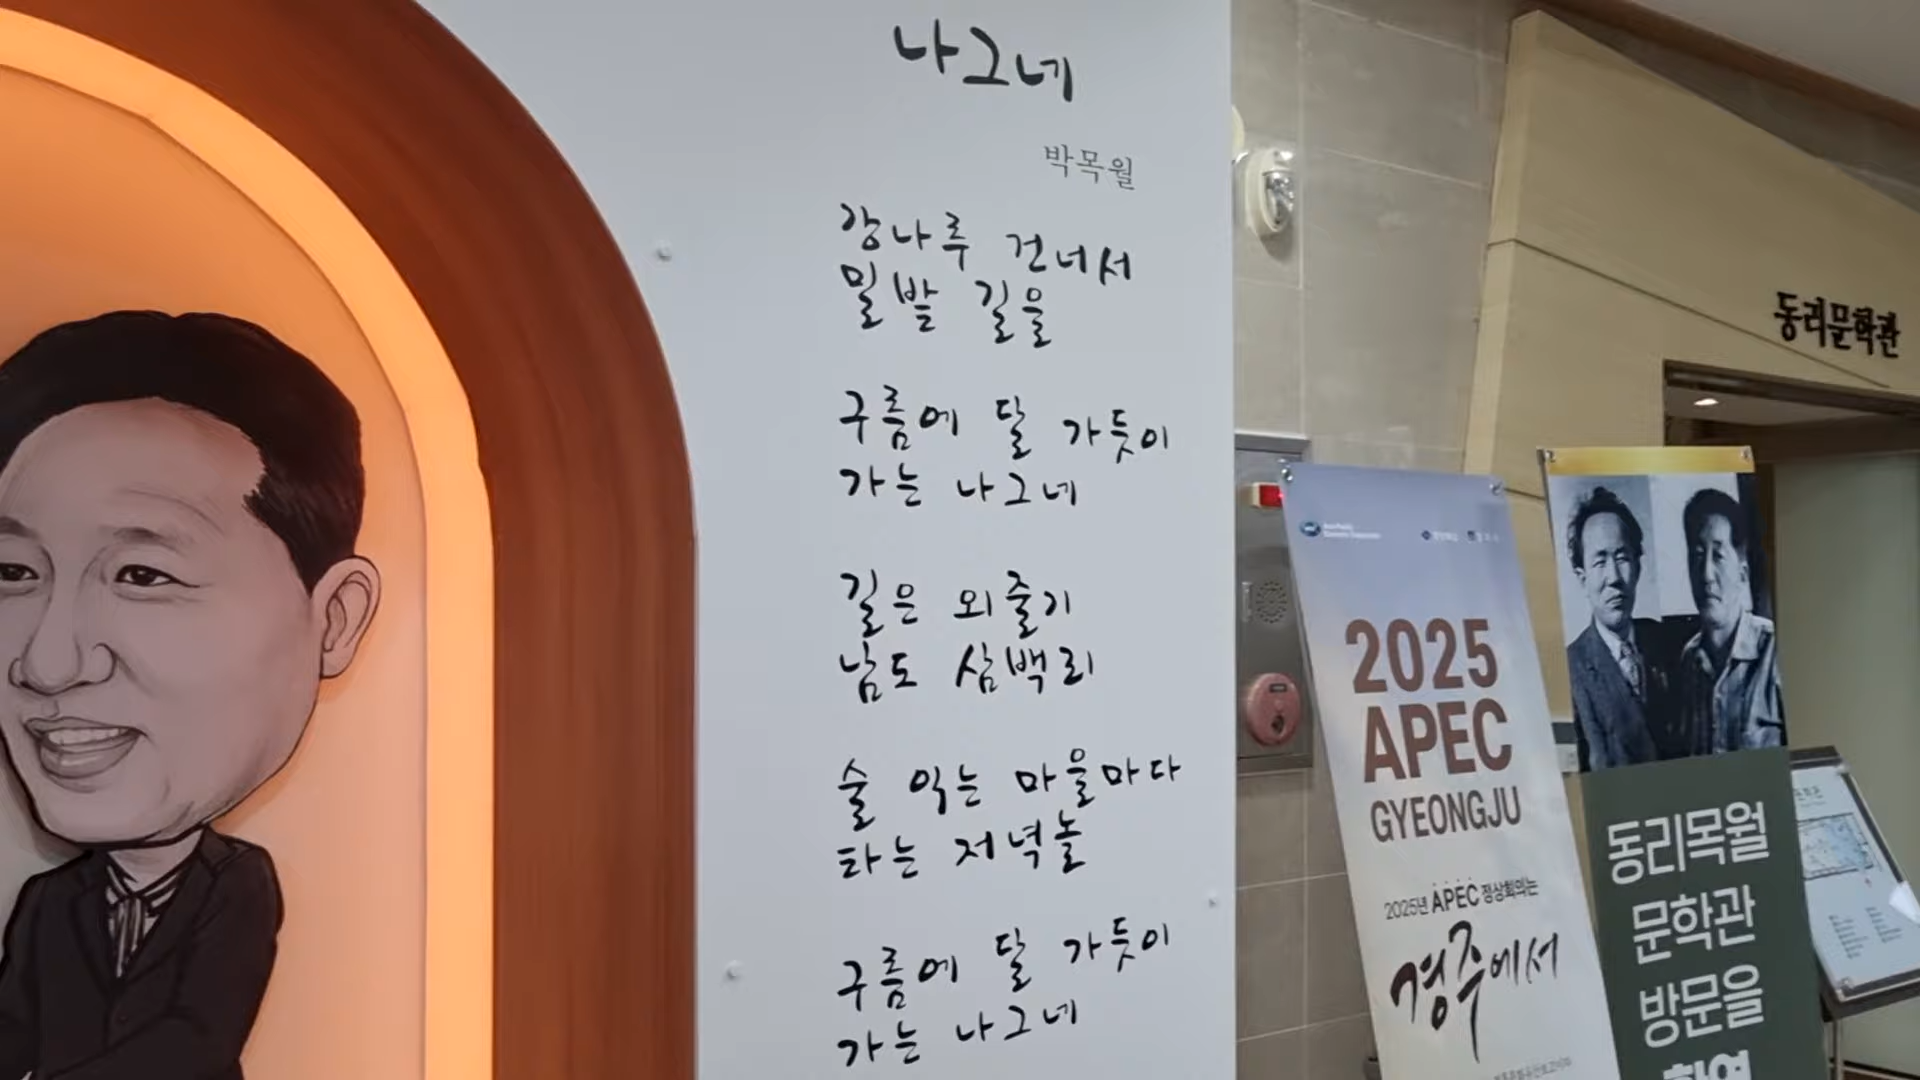 나그네
박목월
강나루 건너서
밀밭 길을
구름에 달 가듯이
가는 나그네
길은 외줄기
남도 삼백리
술 익는 마을마다
타는 저녁놀
구름에 달 가듯이
가는 나그네
동리문학관
2025
APEC
GYEONGJU
2025년 APEC 정상회의는
경주에서
동리목월
문학관
방문을